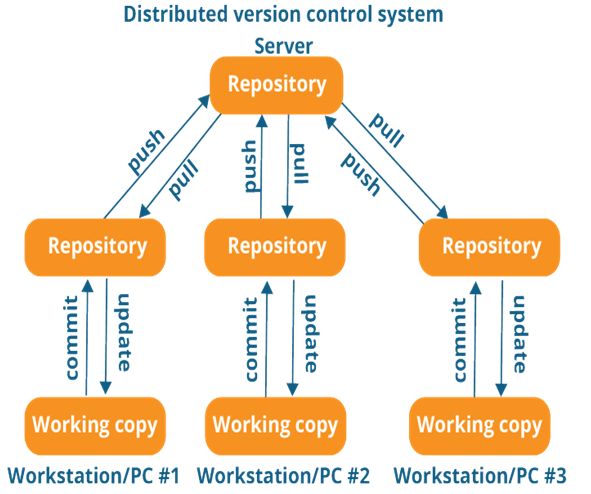 Distributed version control system
Server
Repository
push
pull
push
pull
push
pull
Repository
Repository
Repository
commit
update
commit
update
commit
update
Working copy
Working copy
Working copy
Workstation/PC #1
Workstation/PC #2
Workstation/PC #3